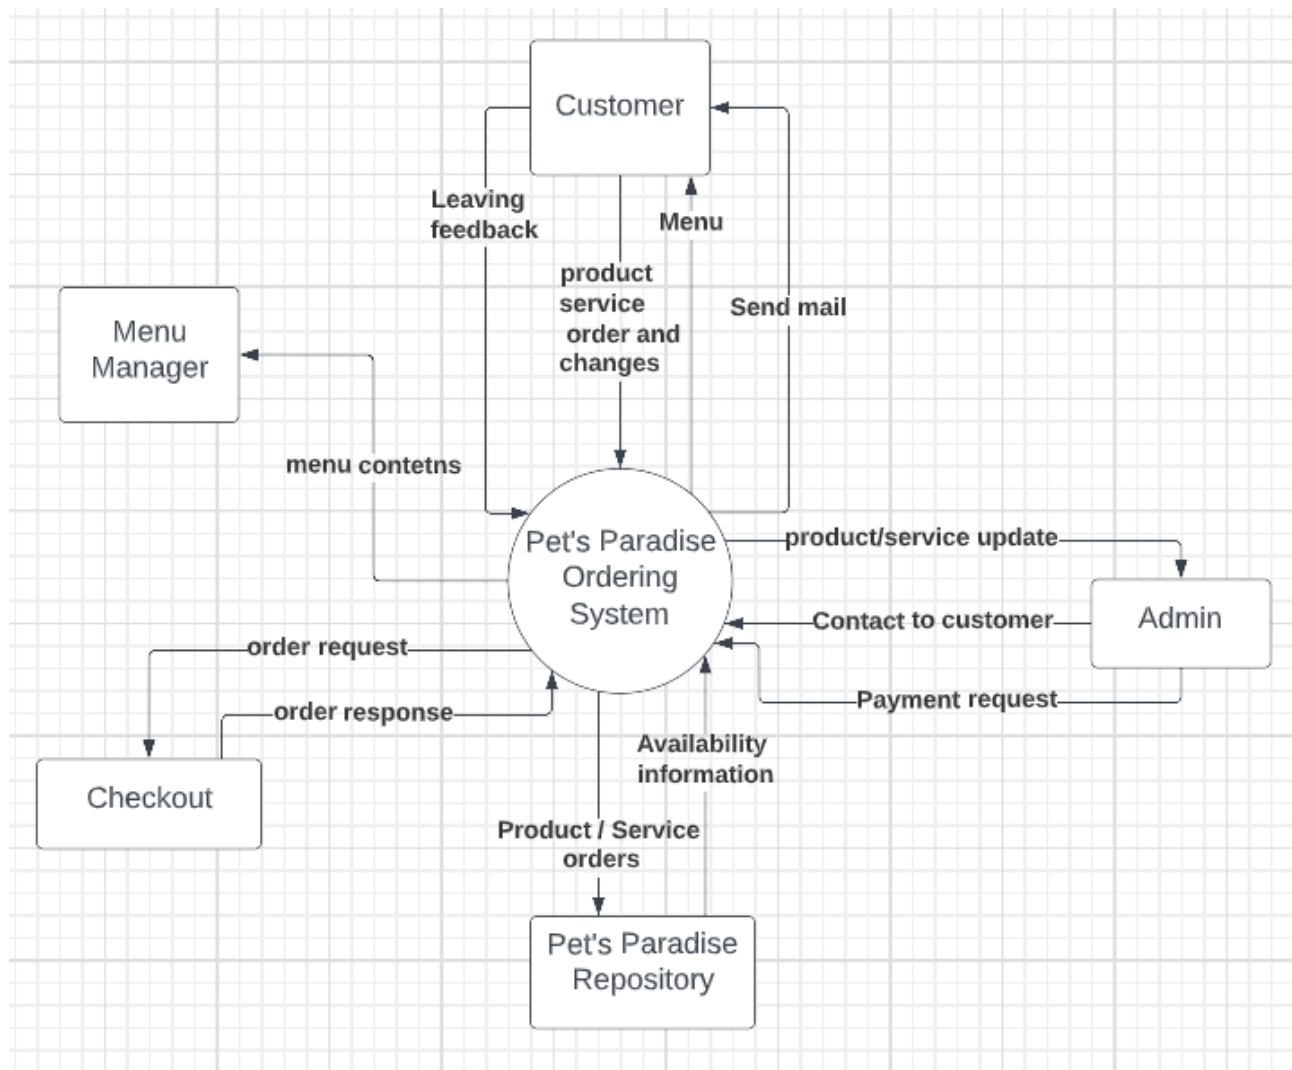 Customer
Leaving
feedback
Menu
product
service
order and
changes
Send mail
Menu
Manager
menu contetns
Pet's Paradise
Ordering
System
product/service update
Admin
Contact to customer
Payment request
order request
order response
Checkout
Availability
information
Product / Service
orders
Pet's Paradise
Repository